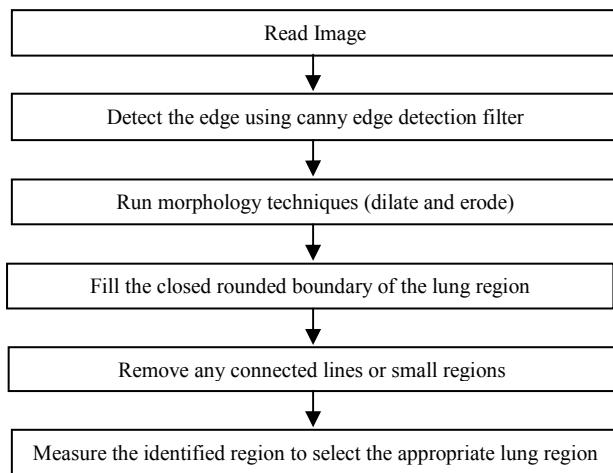 Read Image
Detect the edge using canny edge detection filter
Run morphology techniques (dilate and erode)
Fill the closed rounded boundary of the lung region
Remove any connected lines or small regions
Measure the identified region to select the appropriate lung region